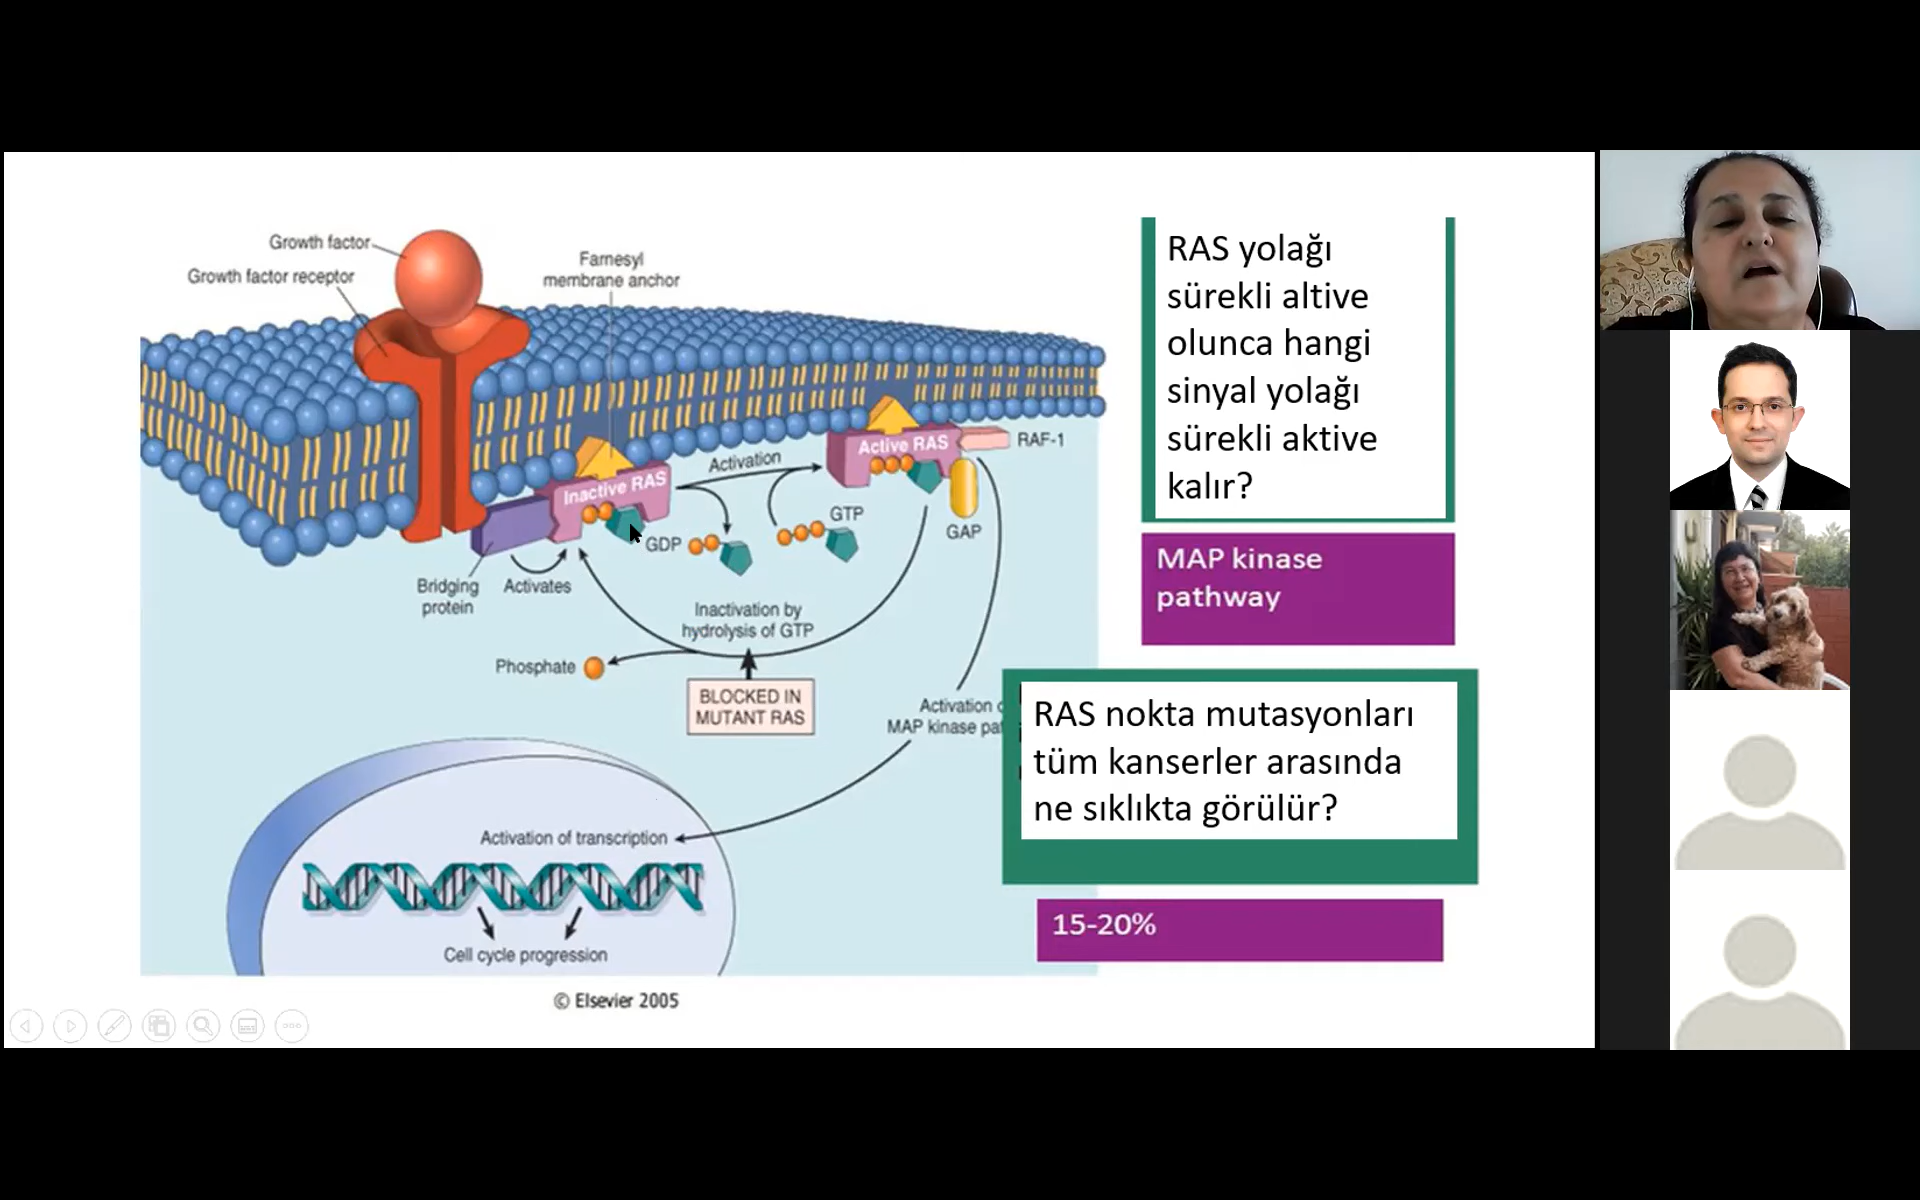 Growth factor
Growth factor receptor
Farnesyl
membrane anchor
Inactive RAS
Activation
Active RAS
RAF-1
GDP
GTP
GAP
Bridging
protein
Activates
Inactivation by
hydrolysis of GTP
Phosphate
BLOCKED IN
MUTANT RAS
Activation
MAP kinase pat
Activation of transcription
Cell cycle progression
© Elsevier 2005
RAS yolağı
sürekli altive
olunca hangi
sinyal yolağı
sürekli aktive
kalır?
MAP kinase
pathway
RAS nokta mutasyonları
tüm kanserler arasında
ne sıklıkta görülür?
15-20%